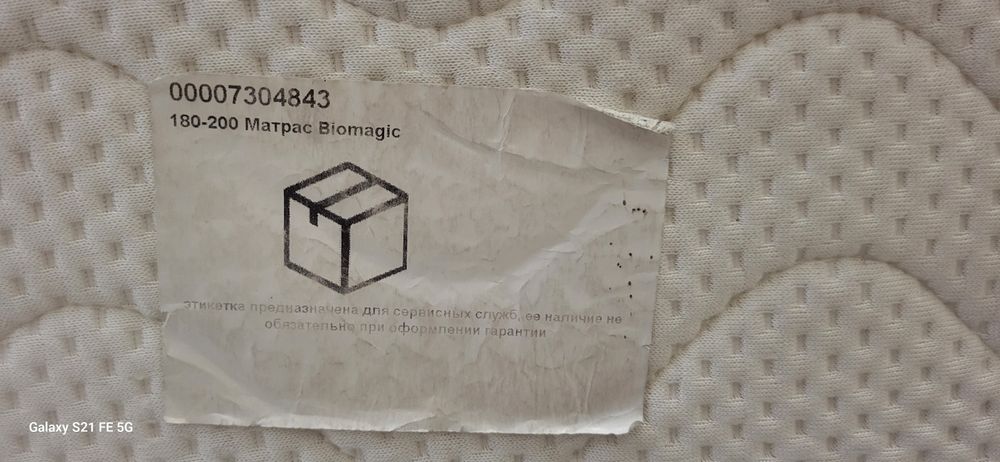 00007304843
180-200 Матрас Biomagic
этикетка предназначена для сервисных служб, ее наличие не
обязательно при оформлении гарантии
Galaxy S21 FE 5G